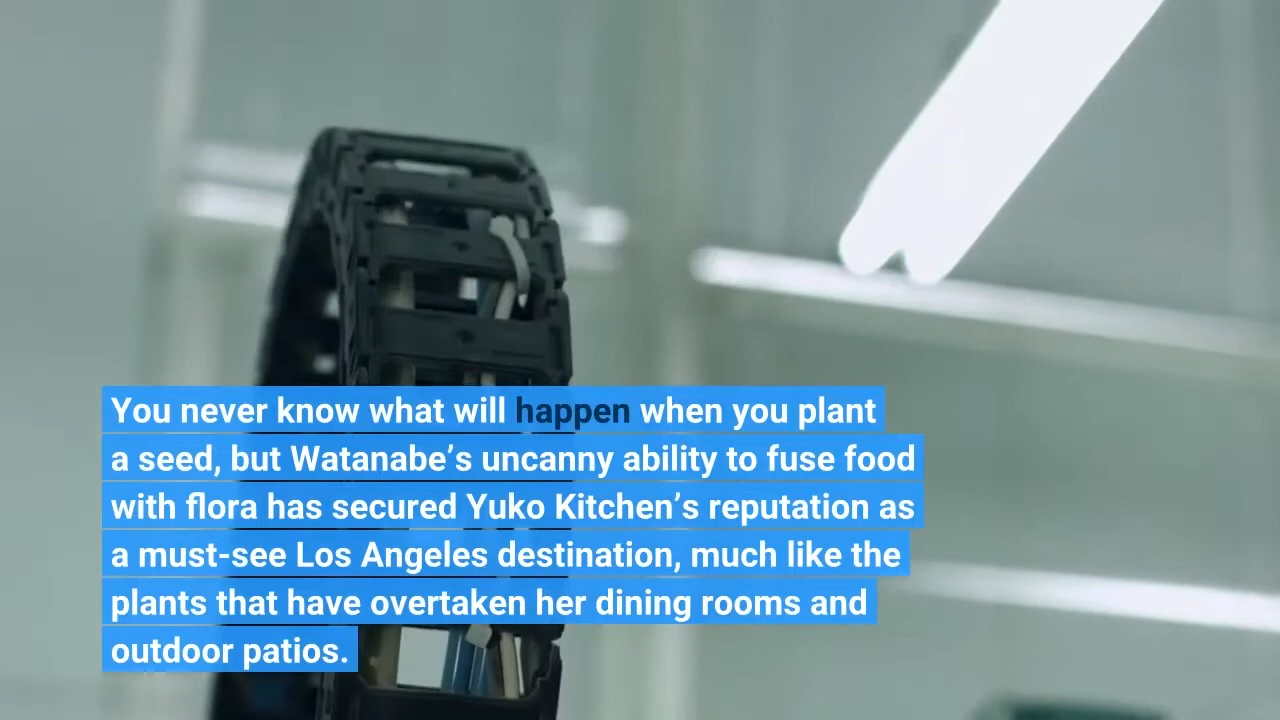 You never know what will happen when you plant
a seed, but Watanabe’s uncanny ability to fuse food
with flora has secured Yuko Kitchen’s reputation as
a must-see Los Angeles destination, much like the
plants that have overtaken her dining rooms and
outdoor patios.